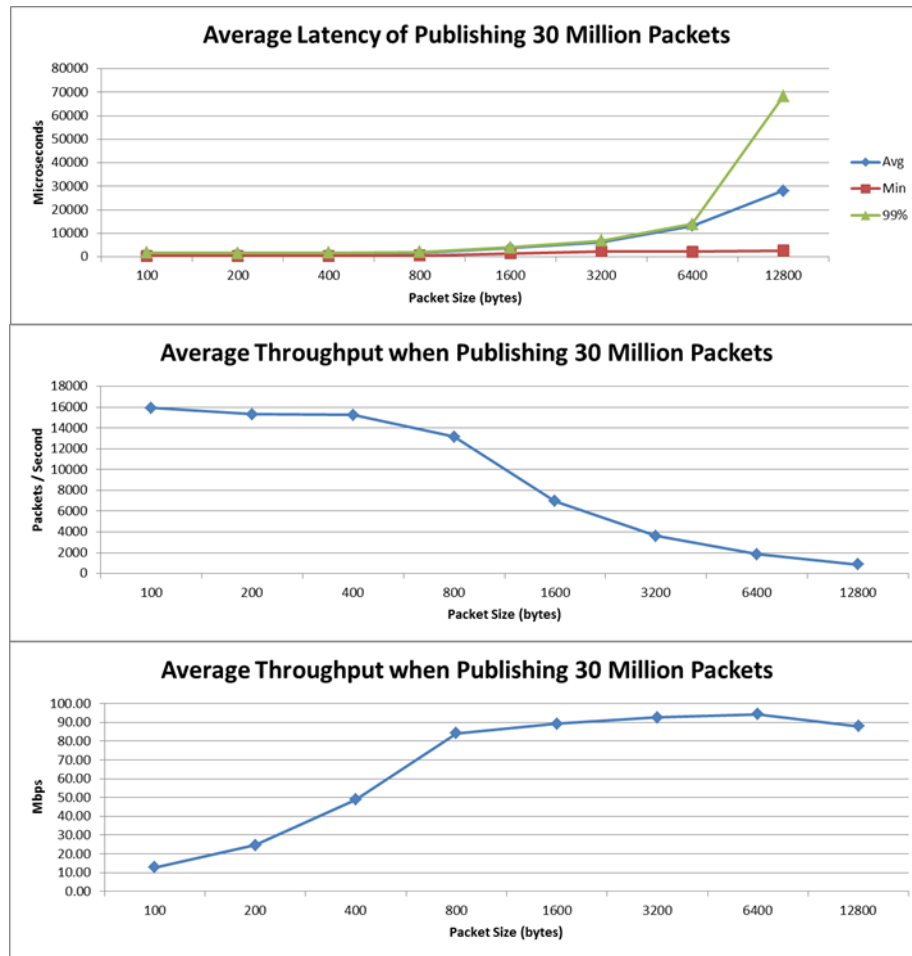 Average Latency of Publishing 30 Million Packets
80000
70000
60000
50000
40000
30000
20000
10000
0
Microseconds
100 200 400 800 1600 3200 6400 12800
Packet Size (bytes)
Avg
Min
99%
Average Throughput when Publishing 30 Million Packets
18000
16000
14000
12000
10000
8000
6000
4000
2000
0
Packets / Second
100 200 400 800 1600 3200 6400 12800
Packet Size (bytes)
Average Throughput when Publishing 30 Million Packets
100.00
90.00
80.00
70.00
60.00
50.00
40.00
30.00
20.00
10.00
0.00
Mbps
100 200 400 800 1600 3200 6400 12800
Packet Size (bytes)